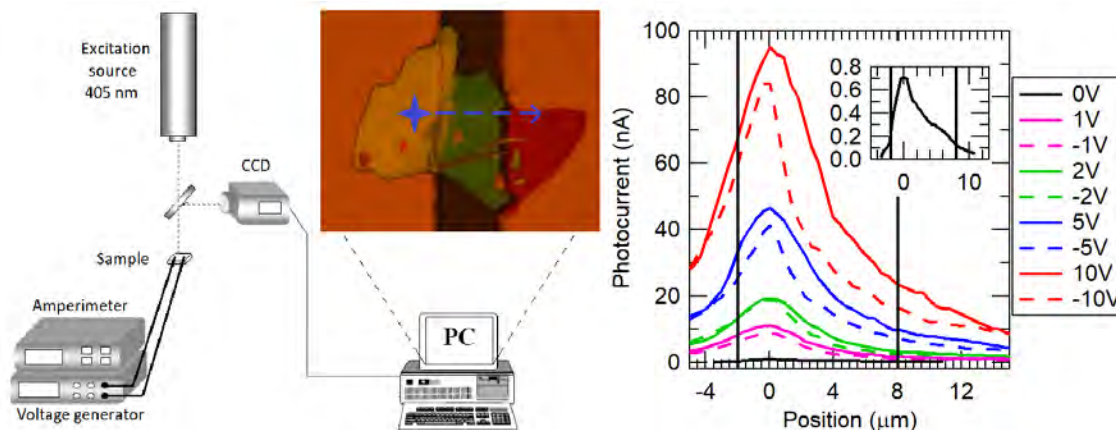 Excitation
source
405 nm
CCD
Sample
Amperimeter
Voltage generator
PC
Photocurrent (nA)
100
80
60
40
20
0
-4 0 4 8 12
Position (μm)
0.8
0.6
0.4
0.2
0.0
0 10
0V
1V
-1V
2V
-2V
5V
-5V
10V
-10V